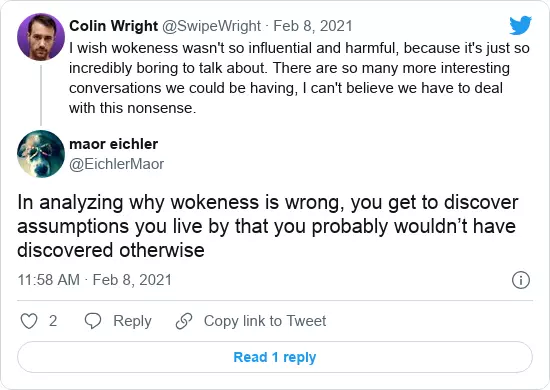 Colin Wright @SwipeWright · Feb 8, 2021
I wish wokeness wasn't so influential and harmful, because it's just so
incredibly boring to talk about. There are so many more interesting
conversations we could be having, I can't believe we have to deal
with this nonsense.
maor eichler
@EichlerMaor
In analyzing why wokeness is wrong, you get to discover
assumptions you live by that you probably wouldn’t have
discovered otherwise
11:58 AM · Feb 8, 2021
2 Reply Copy link to Tweet
Read 1 reply